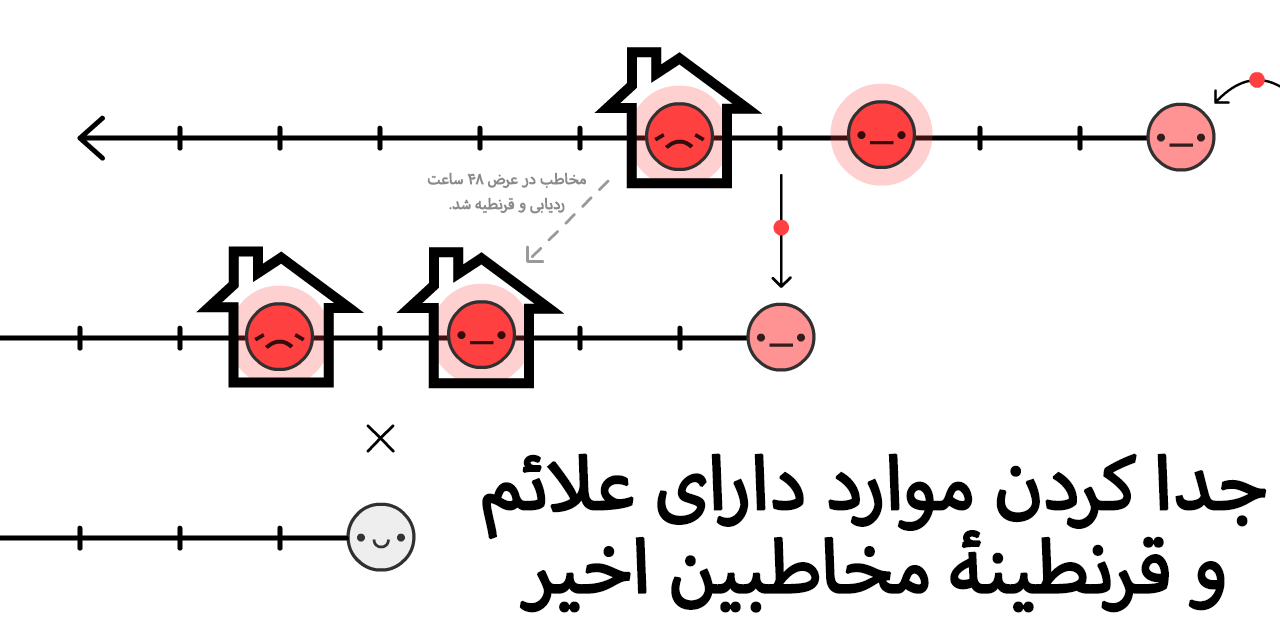 مخاطب در عرض ۴۸ ساعت
ردیابی و قرنطیه شد.
جدا کردن موارد دارای علائم
و قرنطینهٔ مخاطبین اخیر